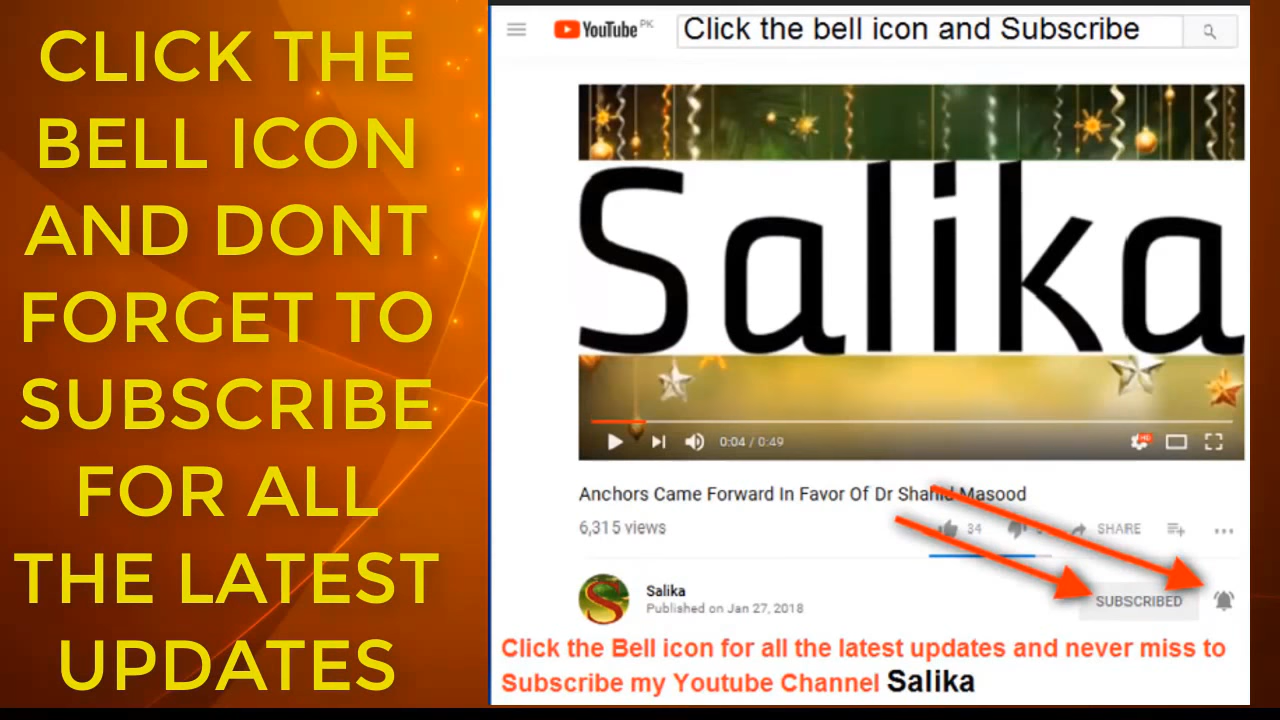 CLICK THE
BELL ICON
AND DONT
FORGET TO
SUBSCRIBE
FOR ALL
THE LATEST
UPDATES
YouTube PK
Click the bell icon and Subscribe
Salika
0:04 / 0:49
HD
Anchors Came Forward In Favor Of Dr Shahid Masood
6,315 views
34
SHARE
Salika
Published on Jan 27, 2018
SUBSCRIBED
Click the Bell icon for all the latest updates and never miss to
Subscribe my Youtube Channel Salika